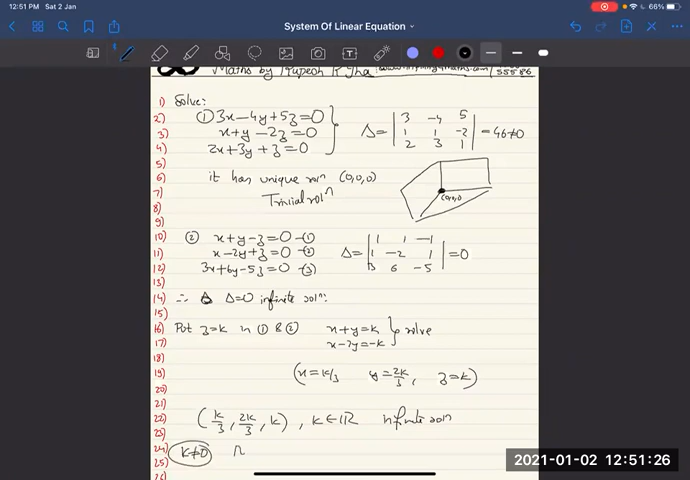 12:51 PM Sat 2 Jan
66%
System Of Linear Equation
Maths by Rupesh K Jha
55586
1) Solve:
2) ① 3x-4y+5z=0
3) x+y-2z=0
4) 2x+3y+z=0
Δ= | 3 -4 5 | 1 1 -2 | 2 3 1 | =46≠0
5)
6) it has unique soln (0,0,0)
7) Trivial solⁿ
(0,0,0)
8)
9)
10) ② x+y-z=0 -①
11) x-2y+z=0 -②
12) 3x+6y-5z=0 -③
Δ= | 1 1 -1 | 1 -2 1 | 3 6 -5 | =0
13)
14) ∴ Δ=0 infinite solⁿ.
15)
16) Put z=k in ① & ② x+y=k
17) x-2y=-k } solve
18)
19) (x=k/3 y=2k/3, z=k)
20)
21)
22) (k/3, 2k/3, k), k∈ℝ infinite soln
23)
24) k≠0 n
25)
26)
2021-01-02 12:51:26